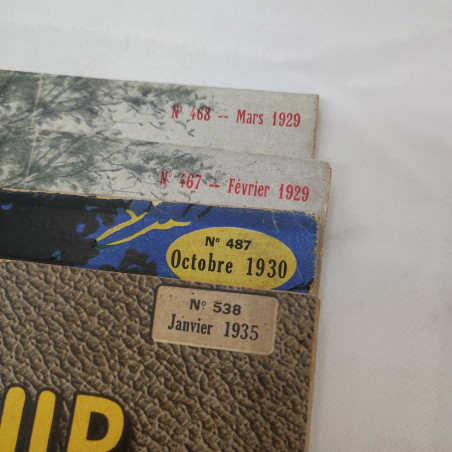 N° 468 -- Mars 1929
N° 467 -- Février 1929
N° 487
Octobre 1930
N° 538
Janvier 1935